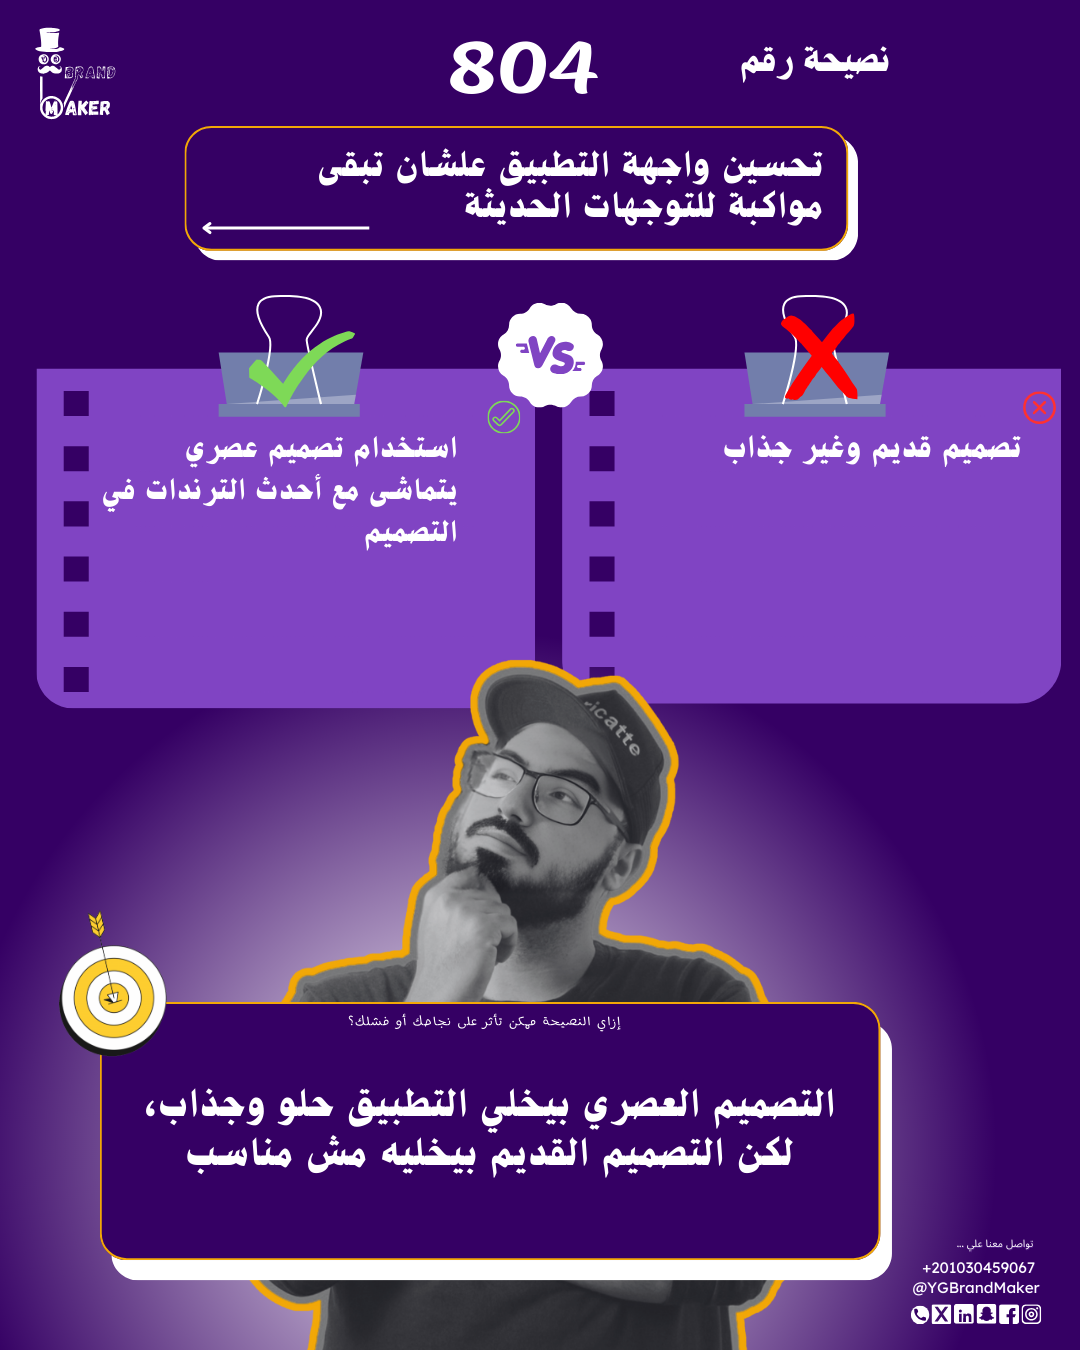 BRAND
MAKER
نصيحة رقم
804
تحسين واجهة التطبيق علشان تبقى
مواكبة للتوجهات الحديثة
VS
تصميم قديم وغير جذاب
استخدام تصميم عصري
يتماشى مع أحدث الترندات في
التصميم
icatte
إزاي النصيحة ممكن تأثر على نجاحك أو فشلك؟
التصميم العصري بيخلي التطبيق حلو وجذاب،
لكن التصميم القديم بيخليه مش مناسب
تواصل معنا علي ...
+201030459067
@YGBrandMaker